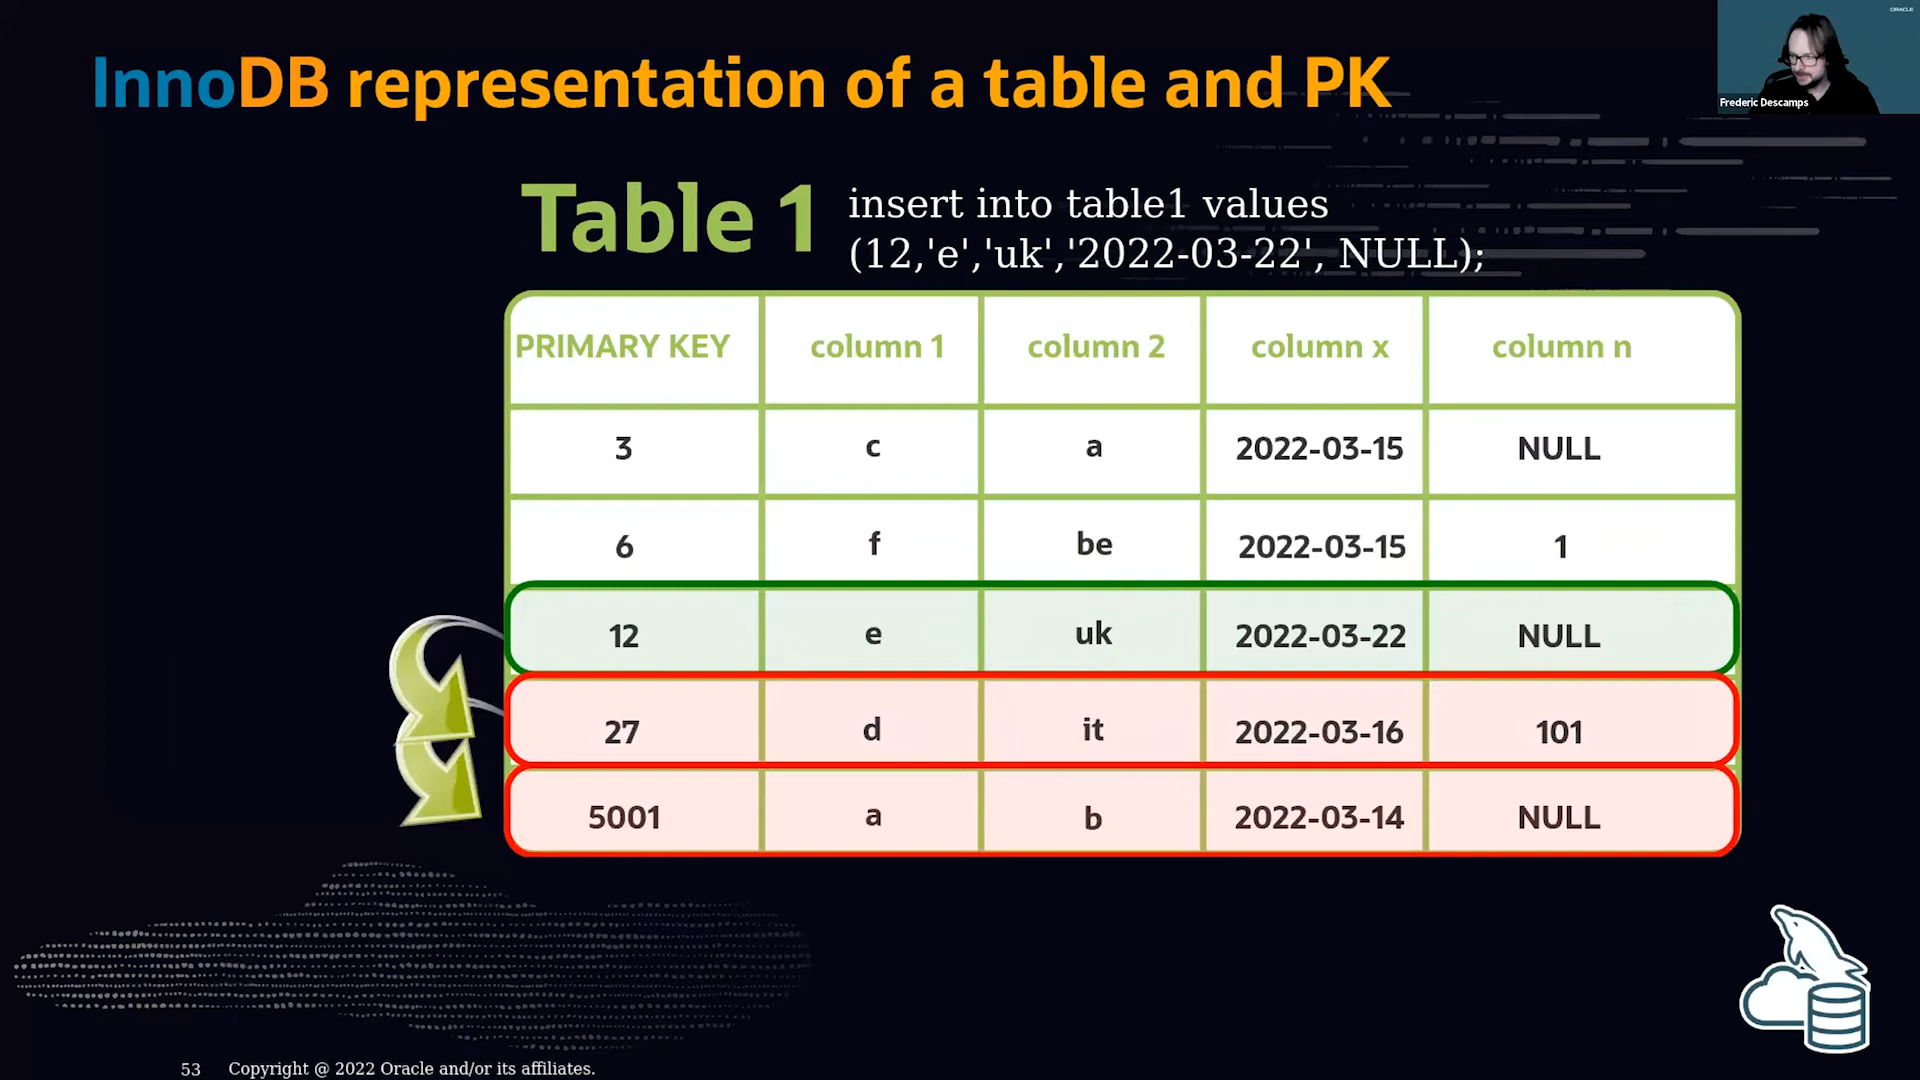 ORACLE
Frederic Descamps
InnoDB representation of a table and PK
Table 1
insert into table1 values
(12,'e','uk','2022-03-22', NULL);
PRIMARY KEY column 1 column 2 column x column n
3 c a 2022-03-15 NULL
6 f be 2022-03-15 1
12 e uk 2022-03-22 NULL
27 d it 2022-03-16 101
5001 a b 2022-03-14 NULL
53 Copyright @ 2022 Oracle and/or its affiliates.